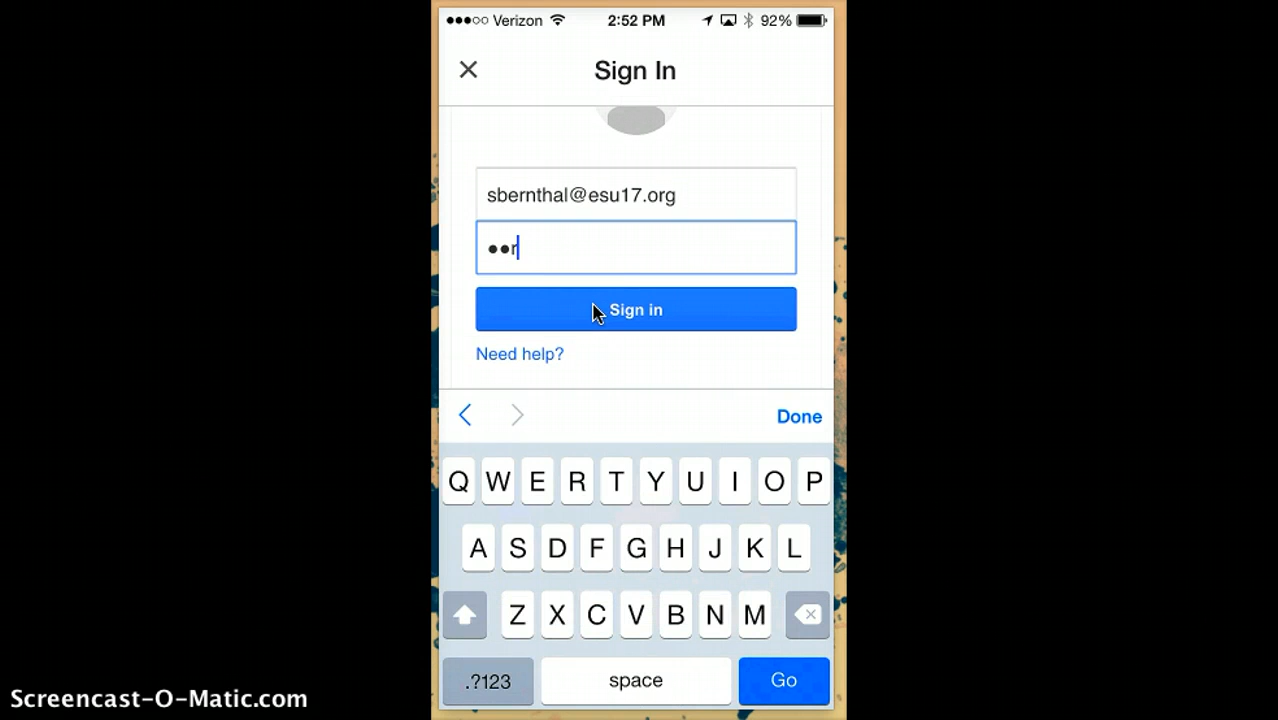 ●●●○○ Verizon 2:52 PM 92%
Sign In
sbernthal@esu17.org
●●r
Sign in
Need help?
Done
Q W E R T Y U I O P
A S D F G H J K L
Z X C V B N M
.?123 space Go
Screencast-O-Matic.com